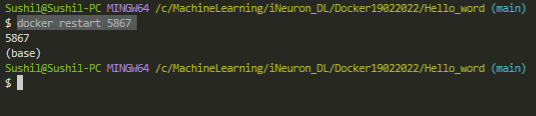 Sushil@Sushil-PC MINGW64 /c/MachineLearning/iNeuron_DL/Docker19022022/Hello_word (main)
$ docker restart 5867
5867
(base)
Sushil@Sushil-PC MINGW64 /c/MachineLearning/iNeuron_DL/Docker19022022/Hello_word (main)
$